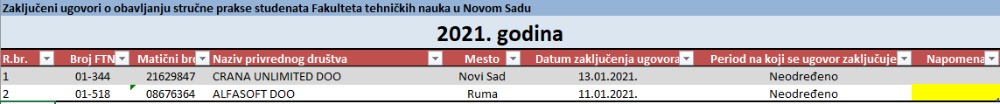 Zaključeni ugovori o obavljanju stručne prakse studenata Fakulteta tehničkih nauka u Novom Sadu
2021. godina
R.br. Broj FTN Matični bro Naziv privrednog društva Mesto Datum zaključenja ugovora Period na koji se ugovor zaključuje Napomena
1 01-344 21629847 CRANA UNLIMITED DOO Novi Sad 13.01.2021. Neodređeno
2 01-518 08676364 ALFASOFT DOO Ruma 11.01.2021. Neodređeno